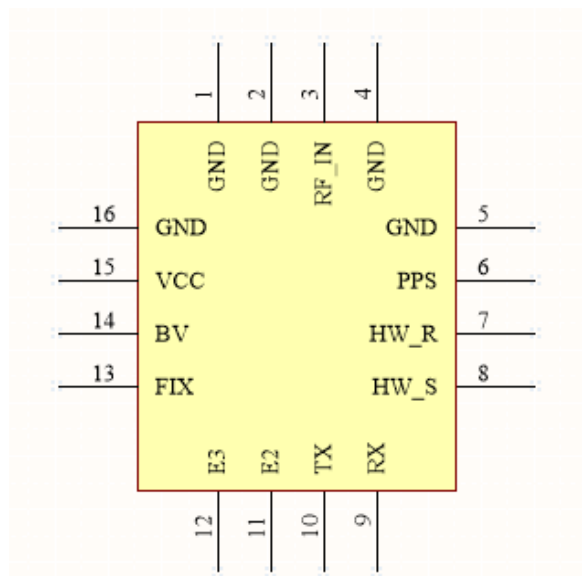 1 2 3 4
GND GND RF_IN GND
16 GND GND 5
15 VCC PPS 6
14 BV HW_R 7
13 FIX HW_S 8
E3 E2 TX RX
12 11 10 9